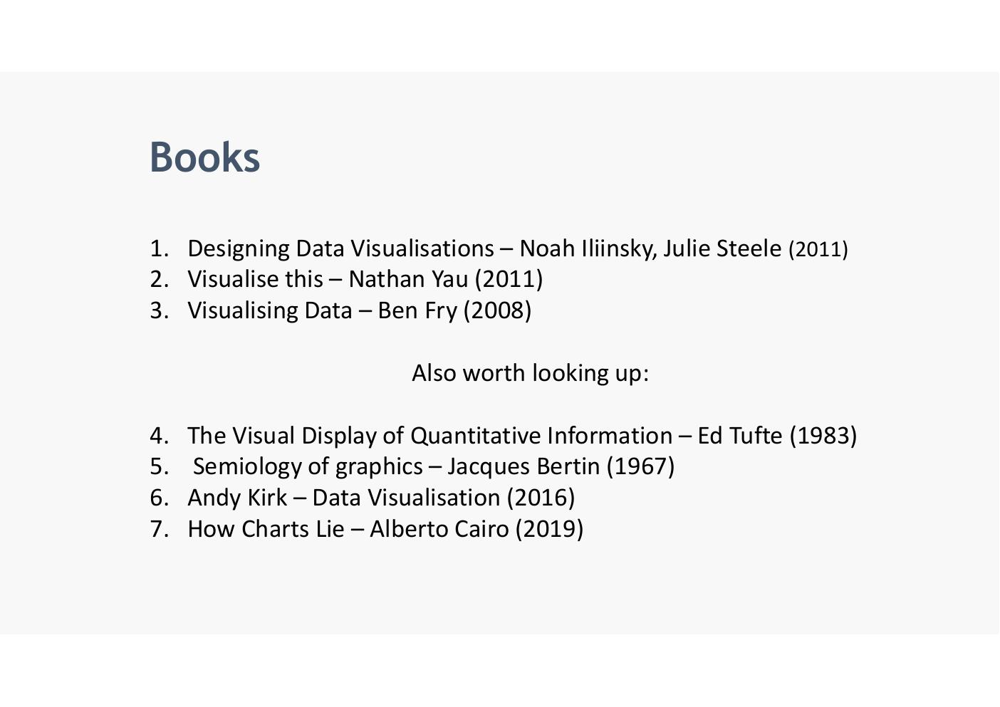 Books
1. Designing Data Visualisations – Noah Iliinsky, Julie Steele (2011)
2. Visualise this – Nathan Yau (2011)
3. Visualising Data – Ben Fry (2008)
Also worth looking up:
4. The Visual Display of Quantitative Information – Ed Tufte (1983)
5. Semiology of graphics – Jacques Bertin (1967)
6. Andy Kirk – Data Visualisation (2016)
7. How Charts Lie – Alberto Cairo (2019)